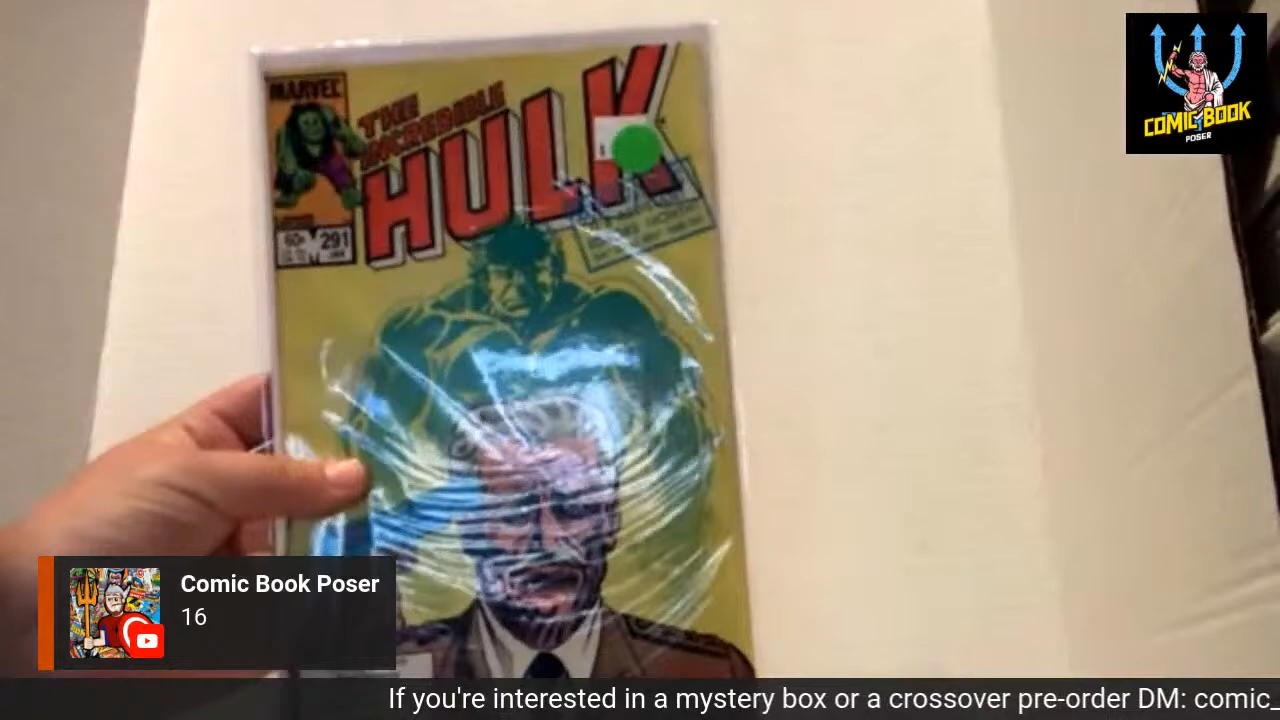 MARVEL
THE
INCREDIBLE
HULK
60¢
291
JAN
COMIC BOOK
POSER
Comic Book Poser
16
If you're interested in a mystery box or a crossover pre-order DM: comic_